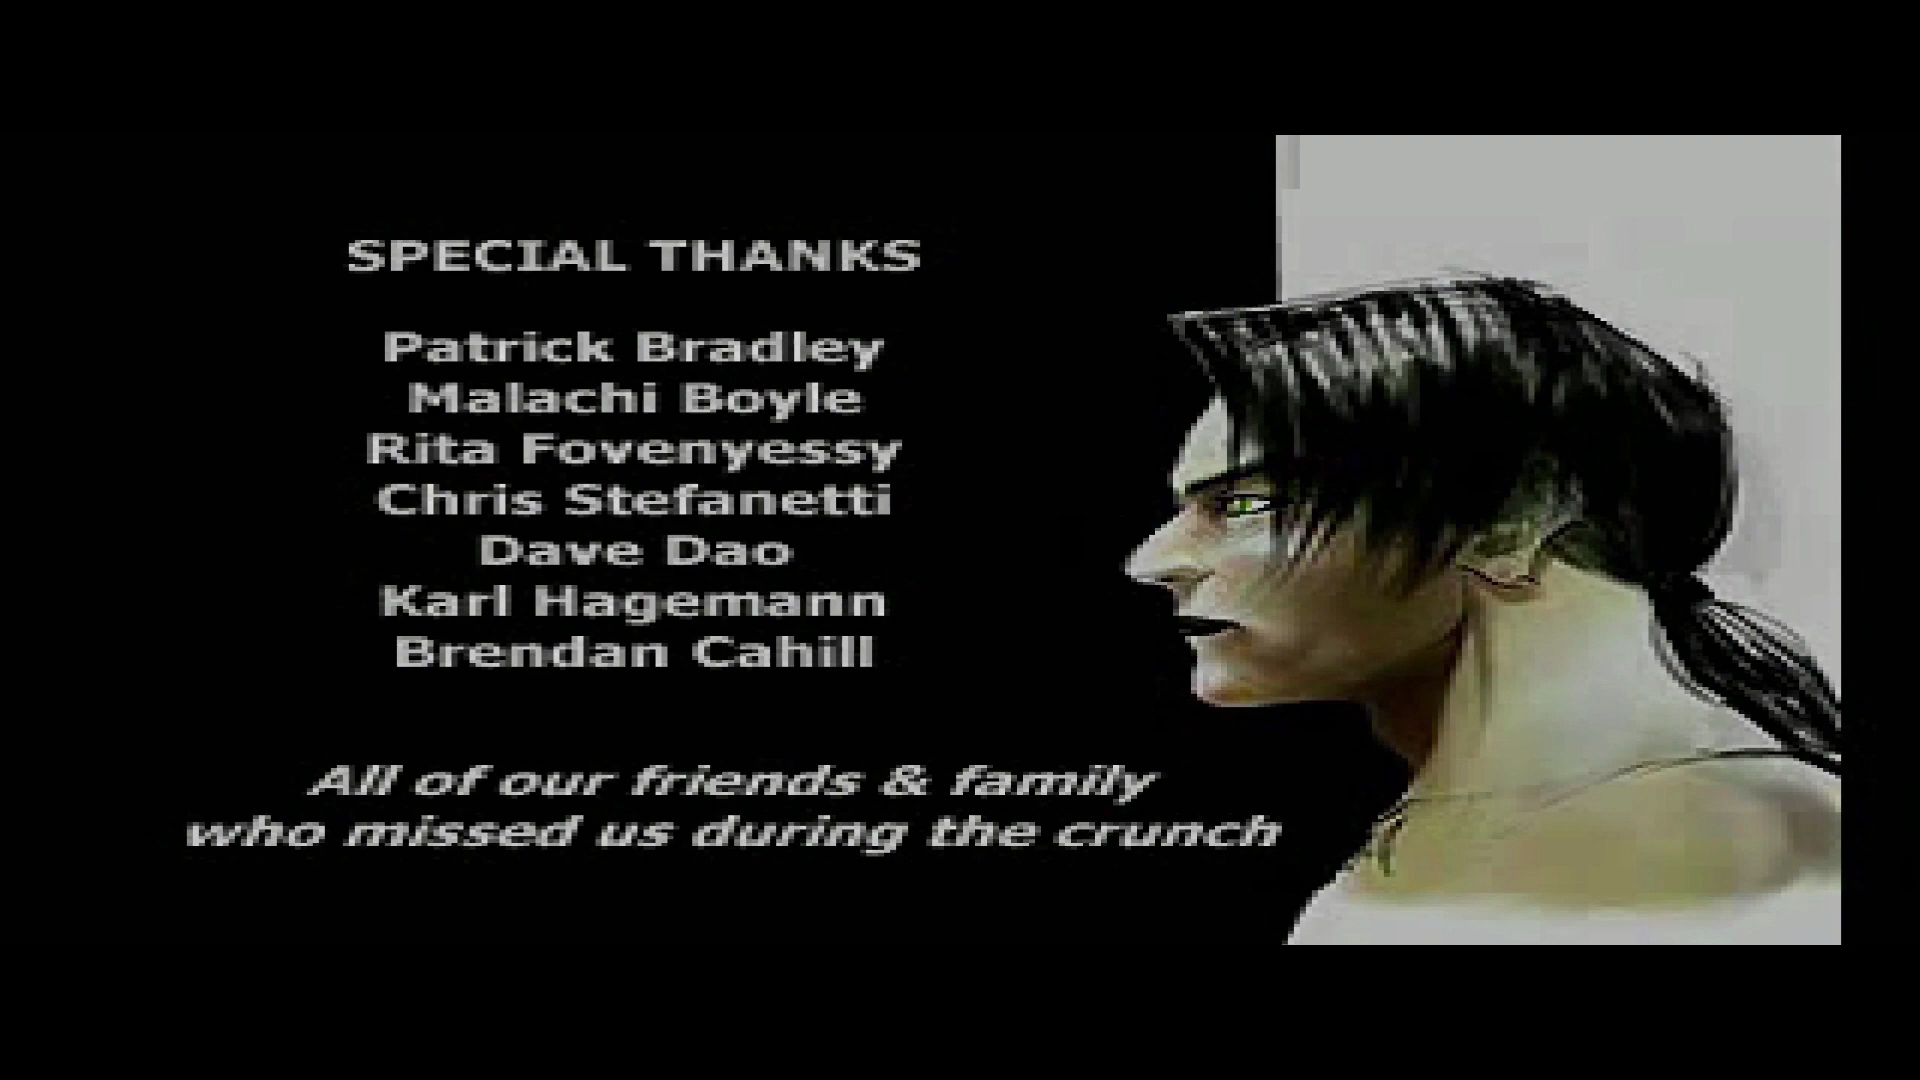 SPECIAL THANKS
Patrick Bradley
Malachi Boyle
Rita Fovenyessy
Chris Stefanetti
Dave Dao
Karl Hagemann
Brendan Cahill
All of our friends & family
who missed us during the crunch